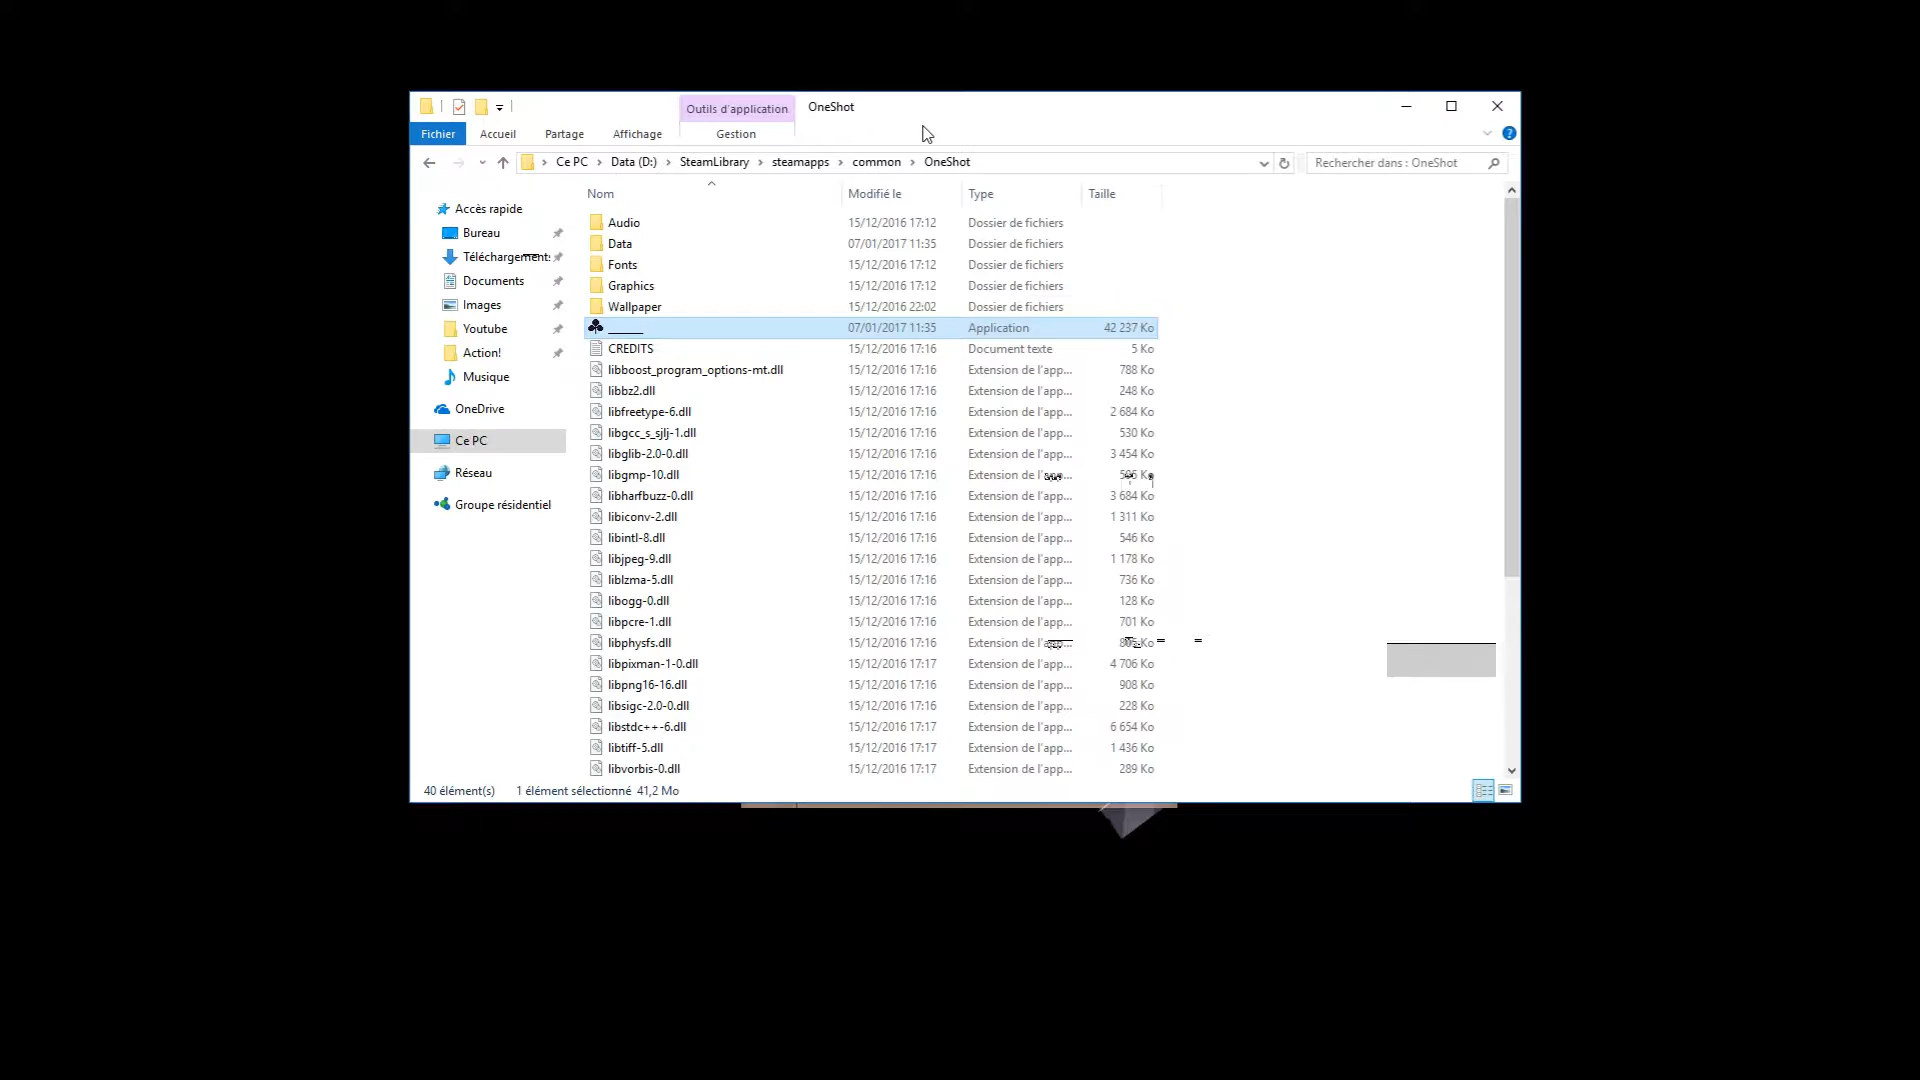 Outils d'application OneShot
Fichier Accueil Partage Affichage Gestion
Ce PC Data (D:) SteamLibrary steamapps common OneShot Rechercher dans : OneShot
Nom Modifié le Type Taille
Accès rapide
Bureau
Téléchargements
Documents
Images
Youtube
Action!
Musique
OneDrive
Ce PC
Réseau
Groupe résidentiel
Audio 15/12/2016 17:12 Dossier de fichiers
Data 07/01/2017 11:35 Dossier de fichiers
Fonts 15/12/2016 17:12 Dossier de fichiers
Graphics 15/12/2016 17:12 Dossier de fichiers
Wallpaper 15/12/2016 22:02 Dossier de fichiers
______ 07/01/2017 11:35 Application 42 237 Ko
CREDITS 15/12/2016 17:16 Document texte 5 Ko
libboost_program_options-mt.dll 15/12/2016 17:16 Extension de l'app... 788 Ko
libbz2.dll 15/12/2016 17:16 Extension de l'app... 248 Ko
libfreetype-6.dll 15/12/2016 17:16 Extension de l'app... 2 684 Ko
libgcc_s_sjlj-1.dll 15/12/2016 17:16 Extension de l'app... 530 Ko
libglib-2.0-0.dll 15/12/2016 17:16 Extension de l'app... 3 454 Ko
libgmp-10.dll 15/12/2016 17:16 Extension de l'app... Ko
libharfbuzz-0.dll 15/12/2016 17:16 Extension de l'app... 3 684 Ko
libiconv-2.dll 15/12/2016 17:16 Extension de l'app... 1 311 Ko
libintl-8.dll 15/12/2016 17:16 Extension de l'app... 546 Ko
libjpeg-9.dll 15/12/2016 17:16 Extension de l'app... 1 178 Ko
liblzma-5.dll 15/12/2016 17:16 Extension de l'app... 736 Ko
libogg-0.dll 15/12/2016 17:16 Extension de l'app... 128 Ko
libpcre-1.dll 15/12/2016 17:16 Extension de l'app... 701 Ko
libphysfs.dll 15/12/2016 17:16 Extension de l'app... Ko
libpixman-1-0.dll 15/12/2016 17:17 Extension de l'app... 4 706 Ko
libpng16-16.dll 15/12/2016 17:16 Extension de l'app... 908 Ko
libsigc-2.0-0.dll 15/12/2016 17:16 Extension de l'app... 228 Ko
libstdc++-6.dll 15/12/2016 17:17 Extension de l'app... 6 654 Ko
libtiff-5.dll 15/12/2016 17:17 Extension de l'app... 1 436 Ko
libvorbis-0.dll 15/12/2016 17:17 Extension de l'app... 289 Ko
40 élément(s) 1 élément sélectionné 41,2 Mo